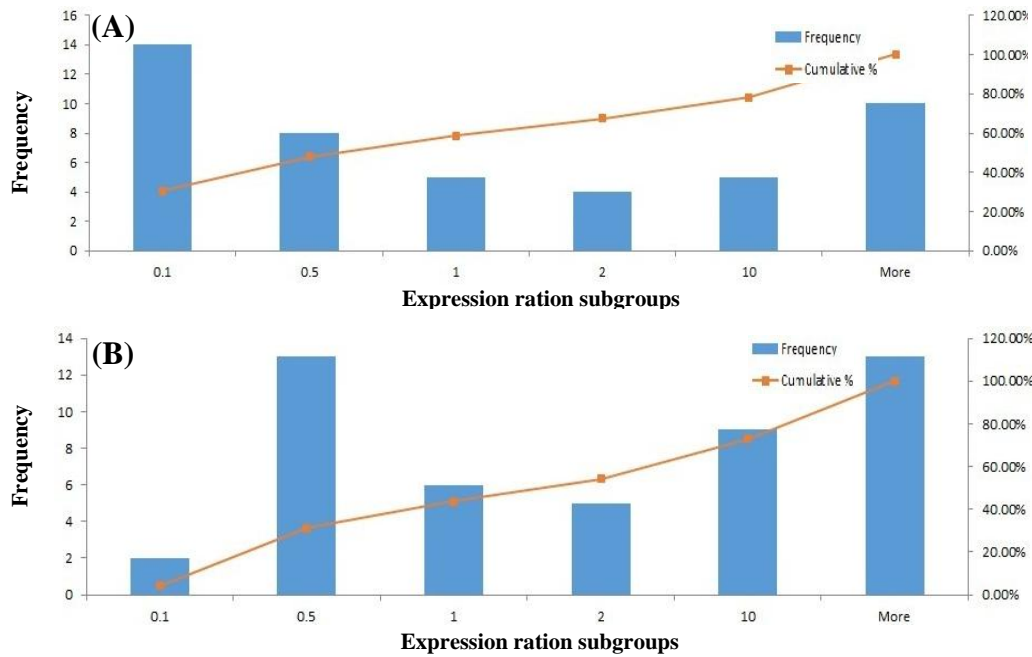 (A)
Frequency
16
14
12
10
8
6
4
2
0
120.00%
100.00%
80.00%
60.00%
40.00%
20.00%
0.00%
Frequency
Cumulative %
0.1 0.5 1 2 10 More
Expression ration subgroups
(B)
Frequency
14
12
10
8
6
4
2
0
120.00%
100.00%
80.00%
60.00%
40.00%
20.00%
0.00%
Frequency
Cumulative %
0.1 0.5 1 2 10 More
Expression ration subgroups